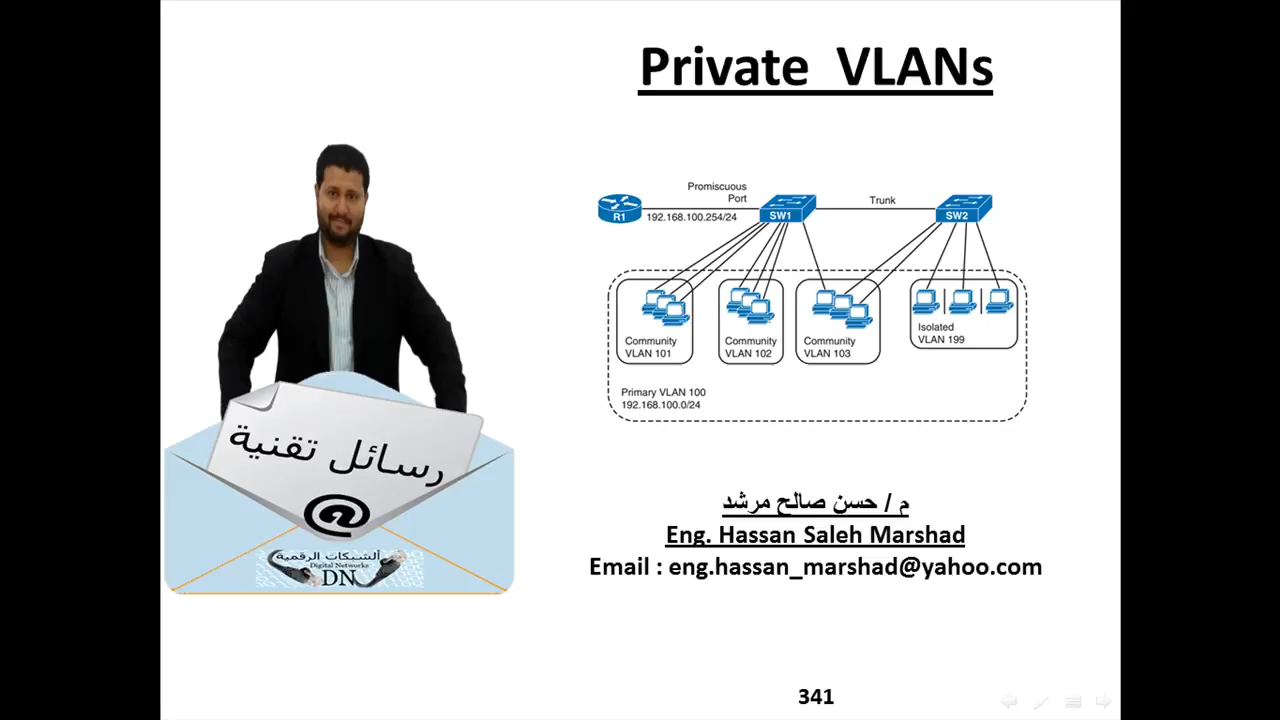 Private VLANs
Promiscuous
Port
Trunk
R1
192.168.100.254/24
SW1
SW2
Community
VLAN 101
Community
VLAN 102
Community
VLAN 103
Isolated
VLAN 199
Primary VLAN 100
192.168.100.0/24
رسائل تقنية
@
الشبكات الرقمية
Digital Networks
DN
م / حسن صالح مرشد
Eng. Hassan Saleh Marshad
Email : eng.hassan_marshad@yahoo.com
341